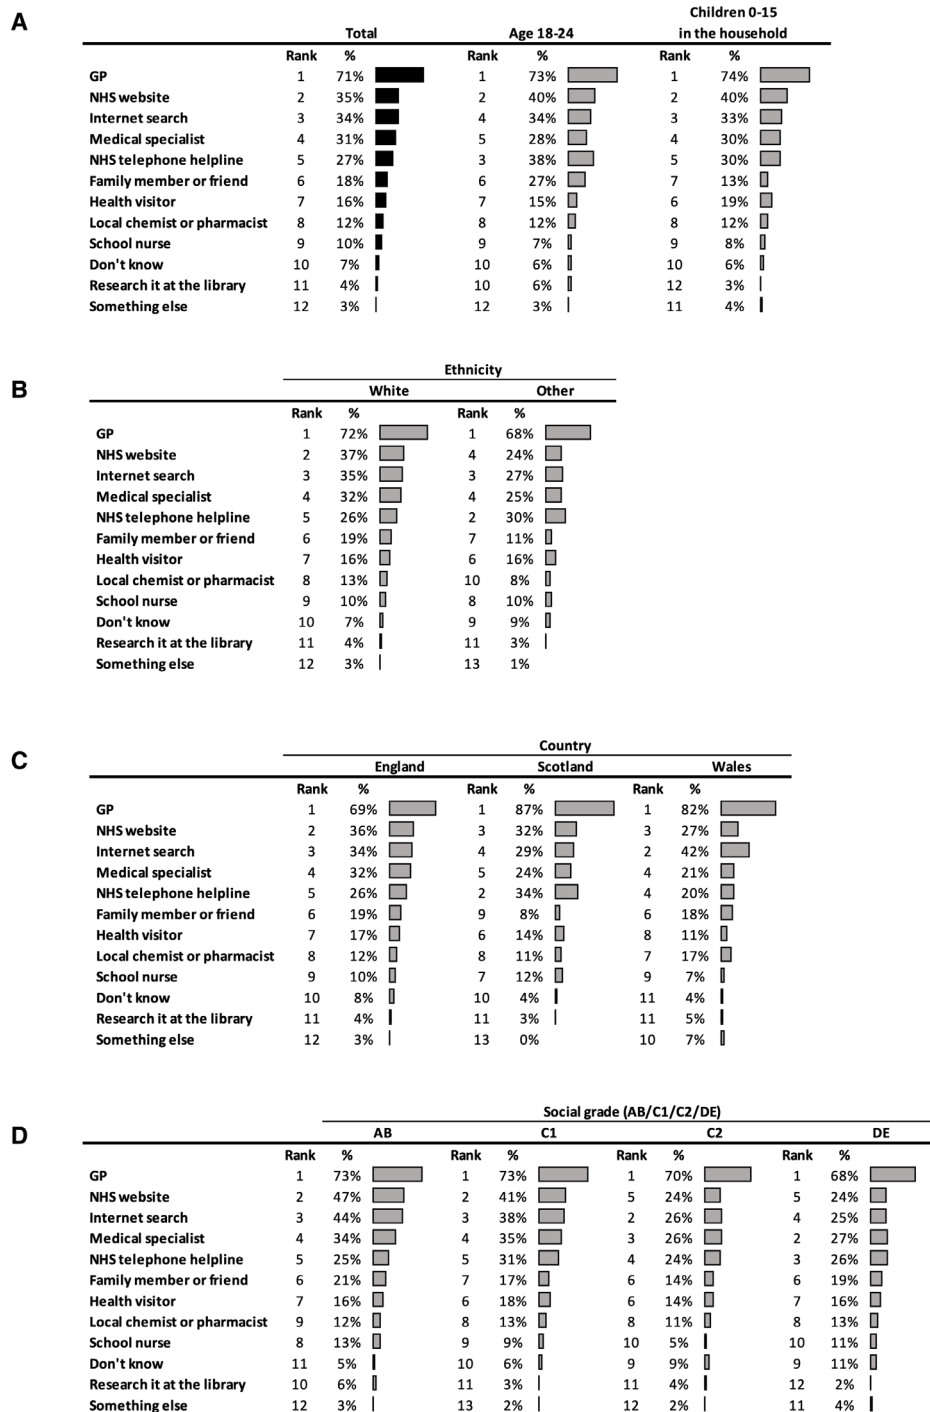 A
Children 0-15
Total Age 18-24 in the household
Rank % Rank % Rank %
GP 1 71% 1 73% 1 74%
NHS website 2 35% 2 40% 2 40%
Internet search 3 34% 4 34% 3 33%
Medical specialist 4 31% 5 28% 4 30%
NHS telephone helpline 5 27% 3 38% 5 30%
Family member or friend 6 18% 6 27% 7 13%
Health visitor 7 16% 7 15% 6 19%
Local chemist or pharmacist 8 12% 8 12% 8 12%
School nurse 9 10% 9 7% 9 8%
Don't know 10 7% 10 6% 10 6%
Research it at the library 11 4% 10 6% 12 3%
Something else 12 3% 12 3% 11 4%
B
Ethnicity
White Other
Rank % Rank %
GP 1 72% 1 68%
NHS website 2 37% 4 24%
Internet search 3 35% 3 27%
Medical specialist 4 32% 4 25%
NHS telephone helpline 5 26% 2 30%
Family member or friend 6 19% 7 11%
Health visitor 7 16% 6 16%
Local chemist or pharmacist 8 13% 10 8%
School nurse 9 10% 8 10%
Don't know 10 7% 9 9%
Research it at the library 11 4% 11 3%
Something else 12 3% 13 1%
C
Country
England Scotland Wales
Rank % Rank % Rank %
GP 1 69% 1 87% 1 82%
NHS website 2 36% 3 32% 3 27%
Internet search 3 34% 4 29% 2 42%
Medical specialist 4 32% 5 24% 4 21%
NHS telephone helpline 5 26% 2 34% 4 20%
Family member or friend 6 19% 9 8% 6 18%
Health visitor 7 17% 6 14% 8 11%
Local chemist or pharmacist 8 12% 8 11% 7 17%
School nurse 9 10% 7 12% 9 7%
Don't know 10 8% 10 4% 11 4%
Research it at the library 11 4% 11 3% 11 5%
Something else 12 3% 13 0% 10 7%
D
Social grade (AB/C1/C2/DE)
AB C1 C2 DE
Rank % Rank % Rank % Rank %
GP 1 73% 1 73% 1 70% 1 68%
NHS website 2 47% 2 41% 5 24% 5 24%
Internet search 3 44% 3 38% 2 26% 4 25%
Medical specialist 4 34% 4 35% 3 26% 2 27%
NHS telephone helpline 5 25% 5 31% 4 24% 3 26%
Family member or friend 6 21% 7 17% 6 14% 6 19%
Health visitor 7 16% 6 18% 6 14% 7 16%
Local chemist or pharmacist 9 12% 8 13% 8 11% 8 13%
School nurse 8 13% 9 9% 10 5% 10 11%
Don't know 11 5% 10 6% 9 9% 9 11%
Research it at the library 10 6% 11 3% 11 4% 12 2%
Something else 12 3% 13 2% 12 2% 11 4%